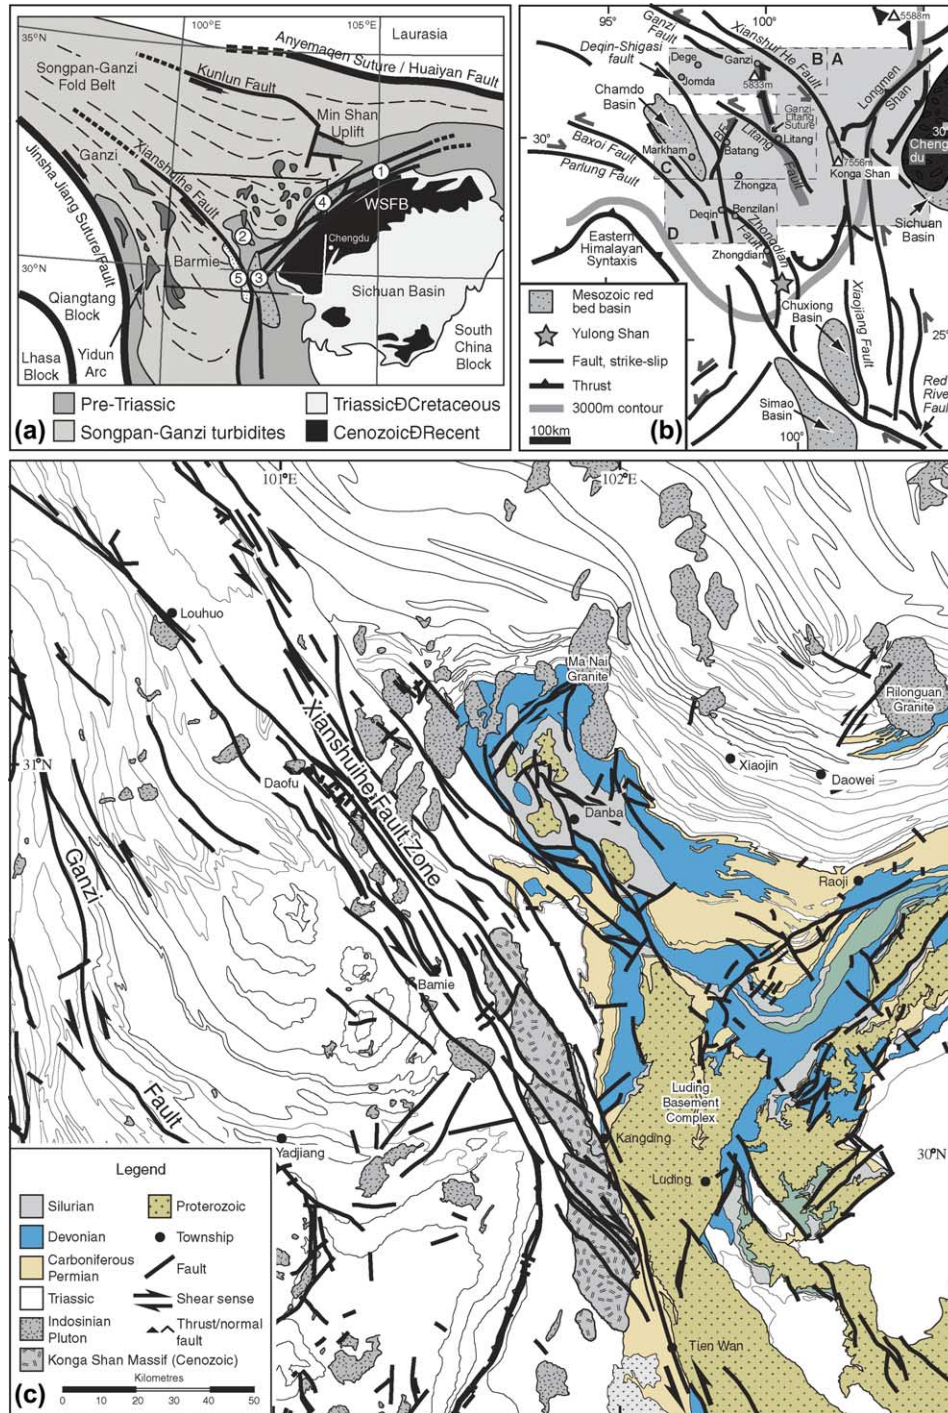 100°E
105°E
35°N
Laurasia
Anyemaqen Suture / Huaiyan Fault
Songpan-Ganzi
Fold Belt
Kunlun Fault
Min Shan
Uplift
Jinsha Jiang Suture/Fault
Ganzi
Xianshuihe Fault
1
4
WSFB
2
Chengdu
Barmie
30°N
5
3
Sichuan Basin
Qiangtang
Block
Yidun
Arc
Lhasa
Block
South
China
Block
Pre-Triassic
TriassicÐCretaceous
Songpan-Ganzi turbidites
CenozoicÐRecent
(a)
95°
100°
Ganzi
Fault
Xianshui He Fault
5588m
Deqin-Shigasi
fault
Dege
Ganzi
B
A
Jomda
5833m
Longmen
Shan
Chamdo
Basin
Ganzi-
Litang
Suture
30°
30°
Baxoi Fault
Markham
BF
Batang
Litang
Fault
Litang
Cheng
du
Parlung Fault
C
7556m
Konga Shan
Zhongza
Sichuan
Basin
Deqin
Benzilan
D
Zhongdian
Fault
Eastern
Himalayan
Syntaxis
Zhongdian
Mesozoic red
bed basin
Chuxiong
Basin
Xiaojiang Fault
Yulong Shan
25°
Fault, strike-slip
Thrust
Simao
Basin
Red
River
Fault
3000m contour
100km
100°
(b)
101°E
102°E
Louhuo
Ma Nai
Granite
Rilonguan
Granite
Xianshuihe Fault Zone
31°N
Xiaojin
Daowei
Daofu
Danba
Ganzi
Fault
Raoji
Bamie
Luding
Basement
Complex
Kangding
30°N
Yadjiang
Luding
Legend
Silurian
Proterozoic
Devonian
Township
Carboniferous
Permian
Fault
Triassic
Shear sense
Indosinian
Pluton
Thrust/normal
fault
Konga Shan Massif (Cenozoic)
Tien Wan
Kilometres
(c)
0 10 20 30 40 50